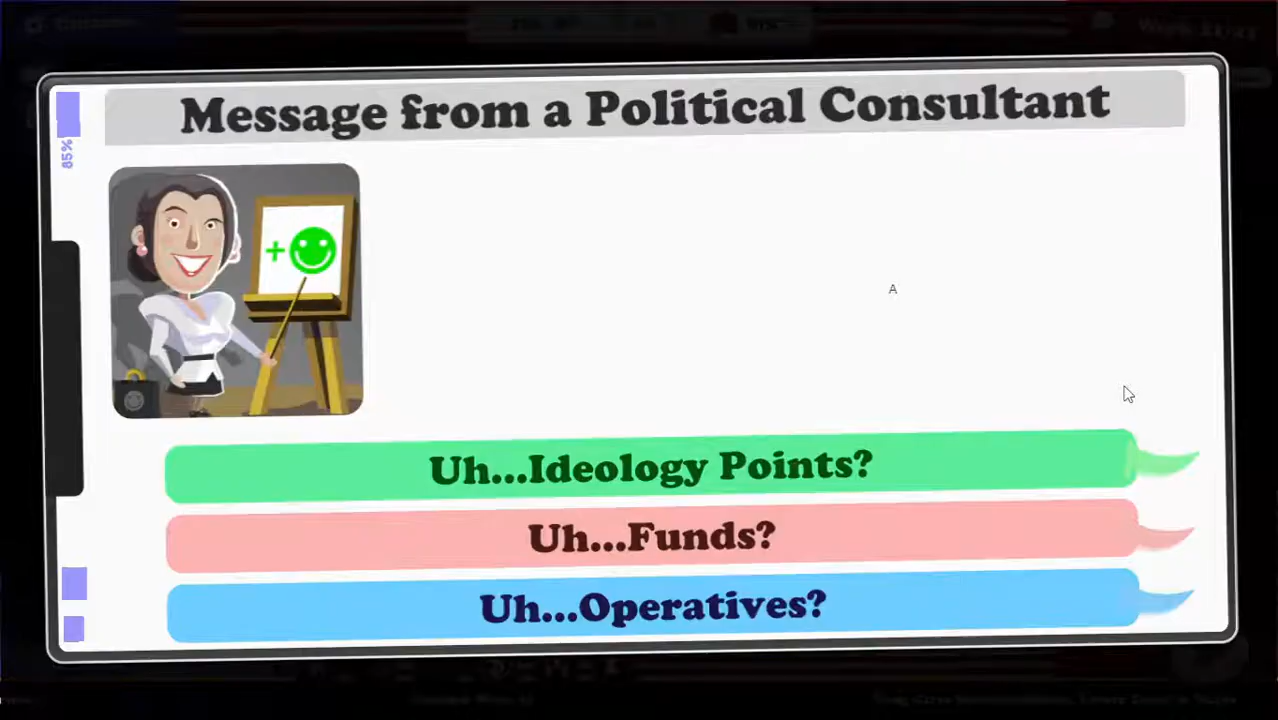 Message from a Political Consultant
85%
A
Uh...Ideology Points?
Uh...Funds?
Uh...Operatives?